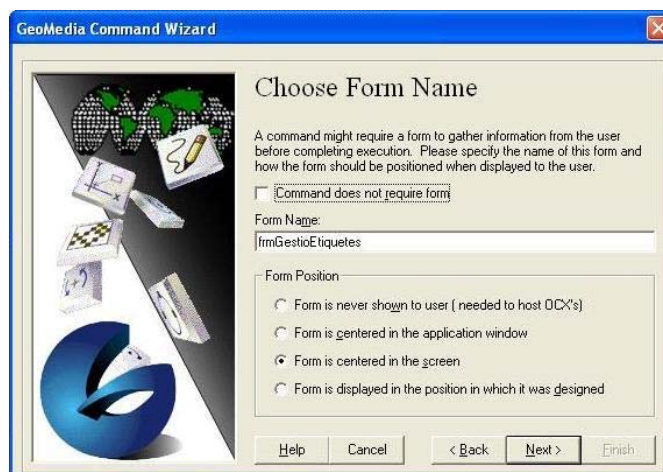 GeoMedia Command Wizard
Choose Form Name
A command might require a form to gather information from the user
before completing execution. Please specify the name of this form and
how the form should be positioned when displayed to the user.
Command does not require form
Form Name:
frmGestioEtiquetes
Form Position
Form is never shown to user ( needed to host OCX's)
Form is centered in the application window
Form is centered in the screen
Form is displayed in the position in which it was designed
Help Cancel < Back Next > Finish